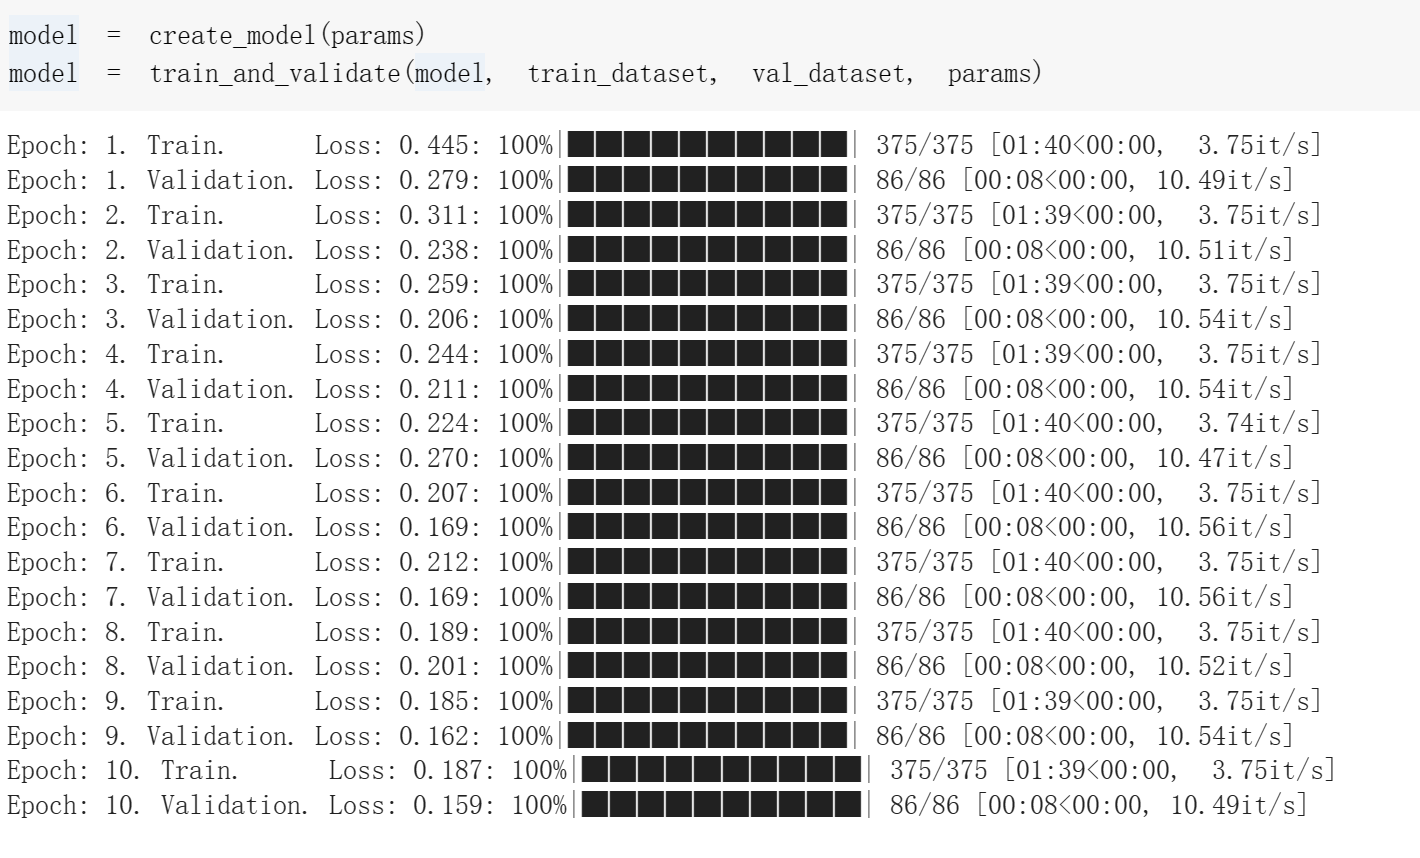 model = create_model(params)
model = train_and_validate(model, train_dataset, val_dataset, params)
Epoch: 1. Train. Loss: 0.445: 100%|██████████| 375/375 [01:40<00:00, 3.75it/s]
Epoch: 1. Validation. Loss: 0.279: 100%|██████████| 86/86 [00:08<00:00, 10.49it/s]
Epoch: 2. Train. Loss: 0.311: 100%|██████████| 375/375 [01:39<00:00, 3.75it/s]
Epoch: 2. Validation. Loss: 0.238: 100%|██████████| 86/86 [00:08<00:00, 10.51it/s]
Epoch: 3. Train. Loss: 0.259: 100%|██████████| 375/375 [01:39<00:00, 3.75it/s]
Epoch: 3. Validation. Loss: 0.206: 100%|██████████| 86/86 [00:08<00:00, 10.54it/s]
Epoch: 4. Train. Loss: 0.244: 100%|██████████| 375/375 [01:39<00:00, 3.75it/s]
Epoch: 4. Validation. Loss: 0.211: 100%|██████████| 86/86 [00:08<00:00, 10.54it/s]
Epoch: 5. Train. Loss: 0.224: 100%|██████████| 375/375 [01:40<00:00, 3.74it/s]
Epoch: 5. Validation. Loss: 0.270: 100%|██████████| 86/86 [00:08<00:00, 10.47it/s]
Epoch: 6. Train. Loss: 0.207: 100%|██████████| 375/375 [01:40<00:00, 3.75it/s]
Epoch: 6. Validation. Loss: 0.169: 100%|██████████| 86/86 [00:08<00:00, 10.56it/s]
Epoch: 7. Train. Loss: 0.212: 100%|██████████| 375/375 [01:40<00:00, 3.75it/s]
Epoch: 7. Validation. Loss: 0.169: 100%|██████████| 86/86 [00:08<00:00, 10.56it/s]
Epoch: 8. Train. Loss: 0.189: 100%|██████████| 375/375 [01:40<00:00, 3.75it/s]
Epoch: 8. Validation. Loss: 0.201: 100%|██████████| 86/86 [00:08<00:00, 10.52it/s]
Epoch: 9. Train. Loss: 0.185: 100%|██████████| 375/375 [01:39<00:00, 3.75it/s]
Epoch: 9. Validation. Loss: 0.162: 100%|██████████| 86/86 [00:08<00:00, 10.54it/s]
Epoch: 10. Train. Loss: 0.187: 100%|██████████| 375/375 [01:39<00:00, 3.75it/s]
Epoch: 10. Validation. Loss: 0.159: 100%|██████████| 86/86 [00:08<00:00, 10.49it/s]